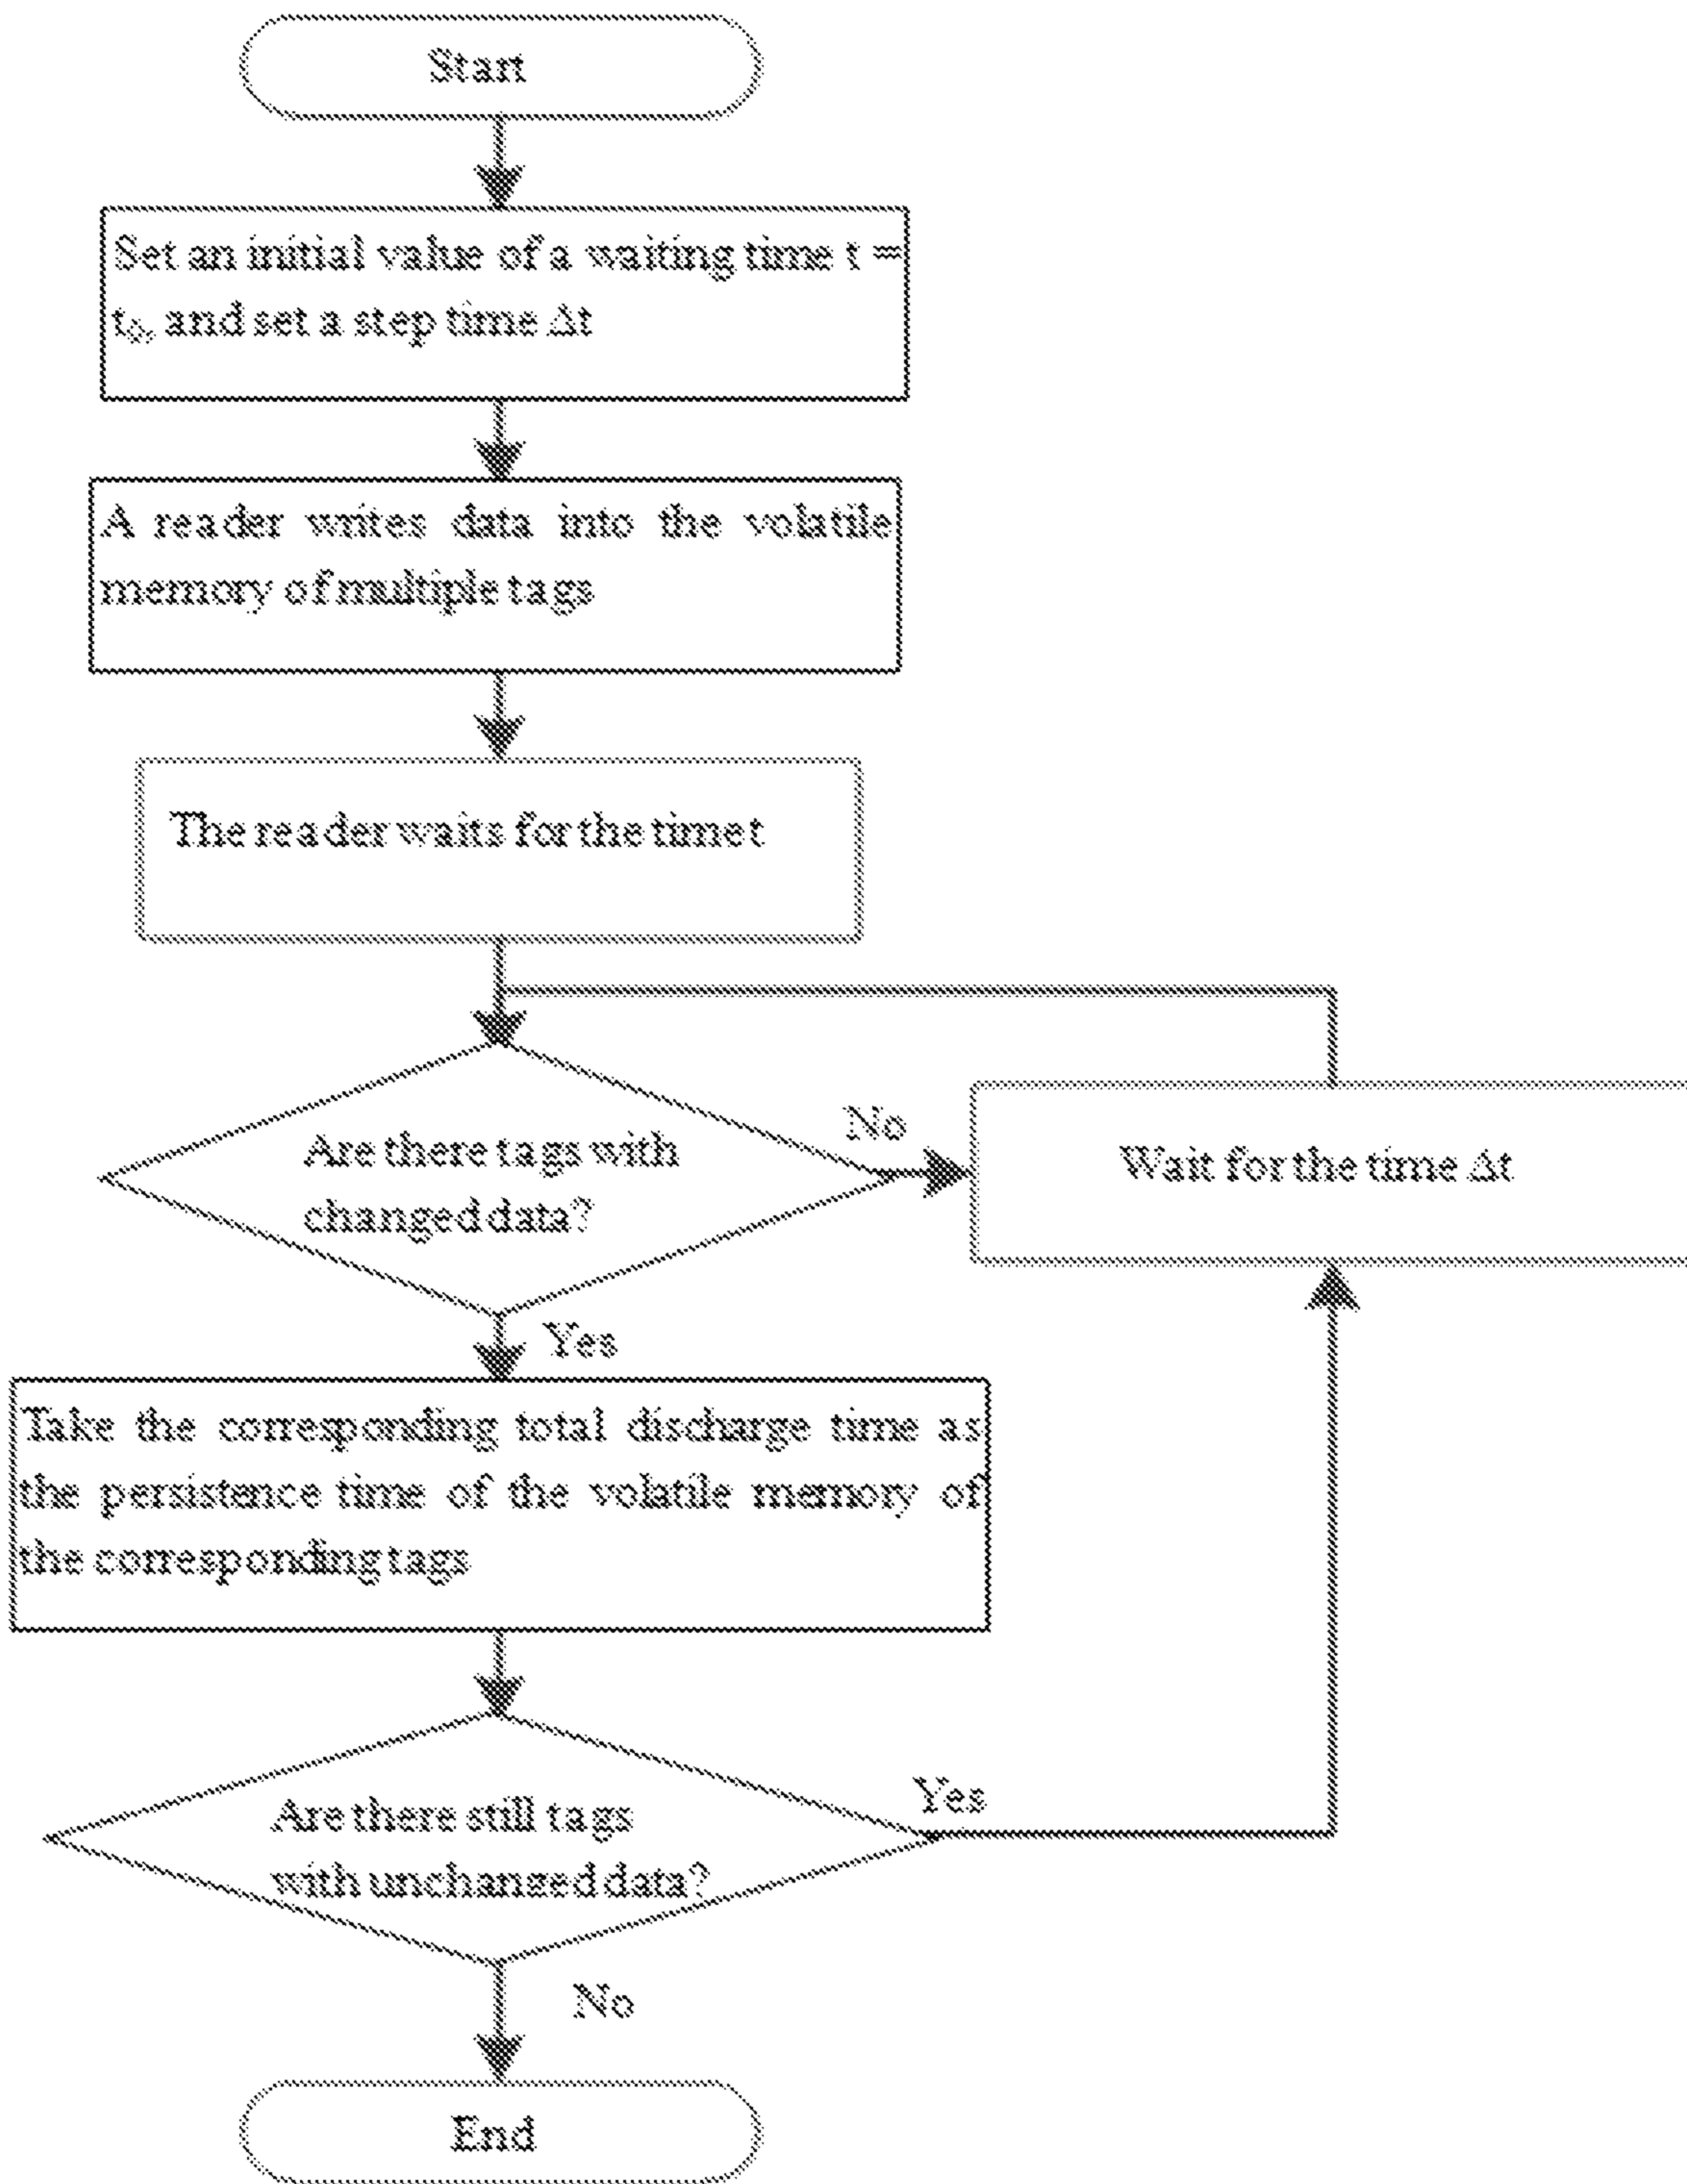 Start
Set an initial value of a waiting time t =
t₀, and set a step time Δt
A reader writes data into the volatile
memory of multiple tags
The reader waits for the time t
Are there tags with
changed data?
No
Wait for the time Δt
Yes
Take the corresponding total discharge time as
the persistence time of the volatile memory of
the corresponding tags
Are there still tags
with unchanged data?
Yes
No
End